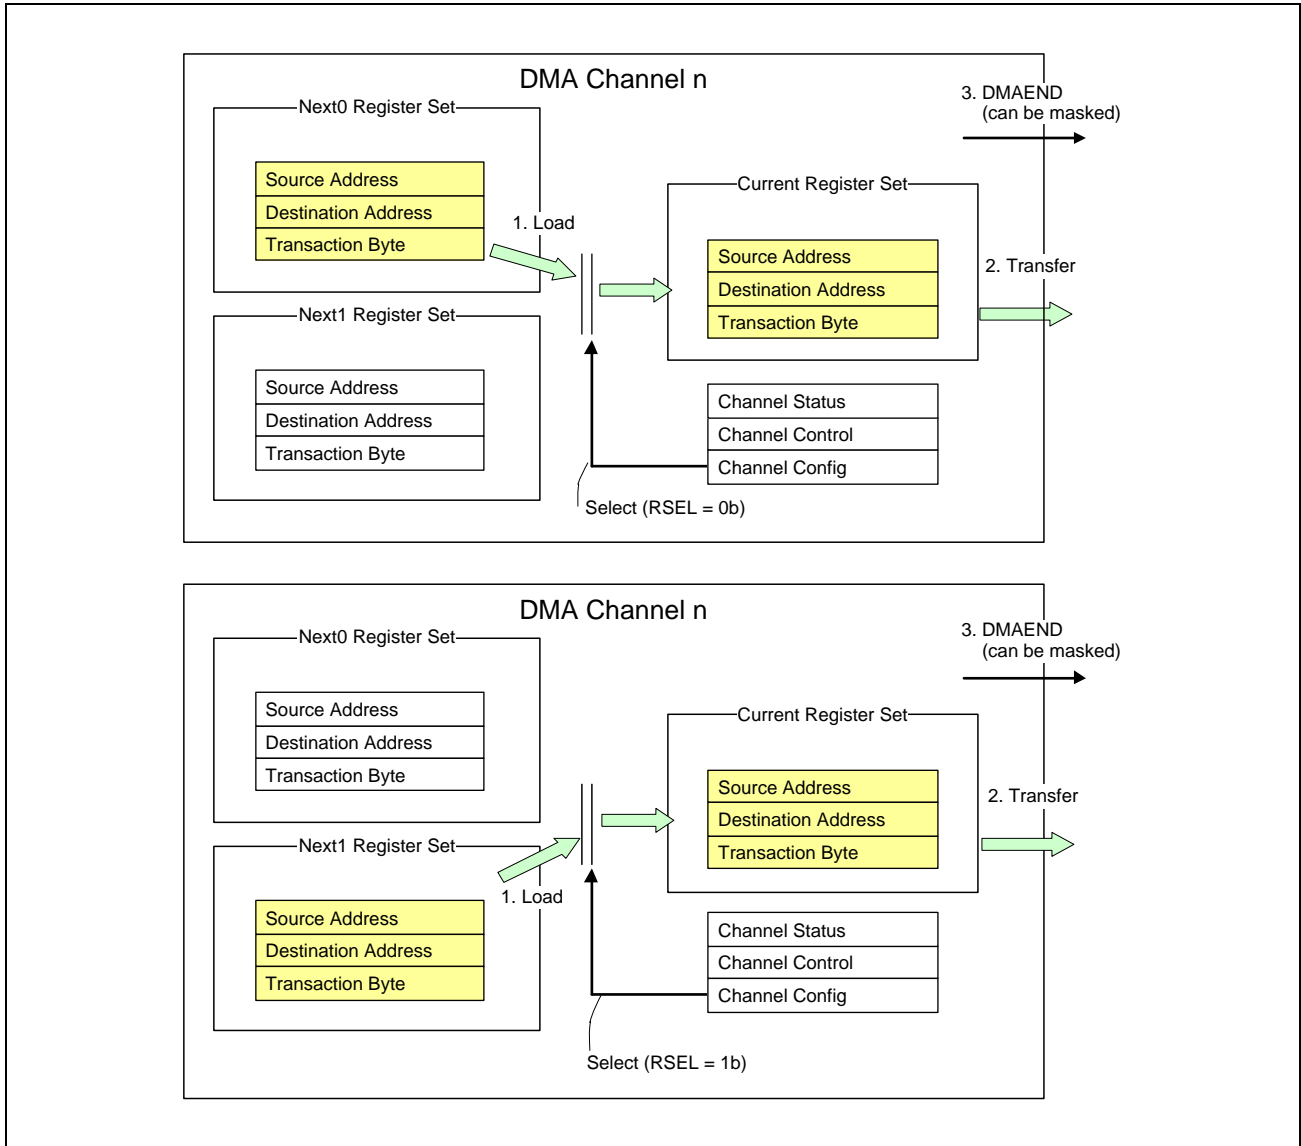 DMA Channel n
Next0 Register Set
3. DMAEND
(can be masked)
Source Address
Destination Address
Transaction Byte
1. Load
Current Register Set
Source Address
Destination Address
Transaction Byte
2. Transfer
Next1 Register Set
Source Address
Destination Address
Transaction Byte
Channel Status
Channel Control
Channel Config
Select (RSEL = 0b)
DMA Channel n
Next0 Register Set
3. DMAEND
(can be masked)
Source Address
Destination Address
Transaction Byte
Current Register Set
Source Address
Destination Address
Transaction Byte
2. Transfer
Next1 Register Set
1. Load
Source Address
Destination Address
Transaction Byte
Channel Status
Channel Control
Channel Config
Select (RSEL = 1b)